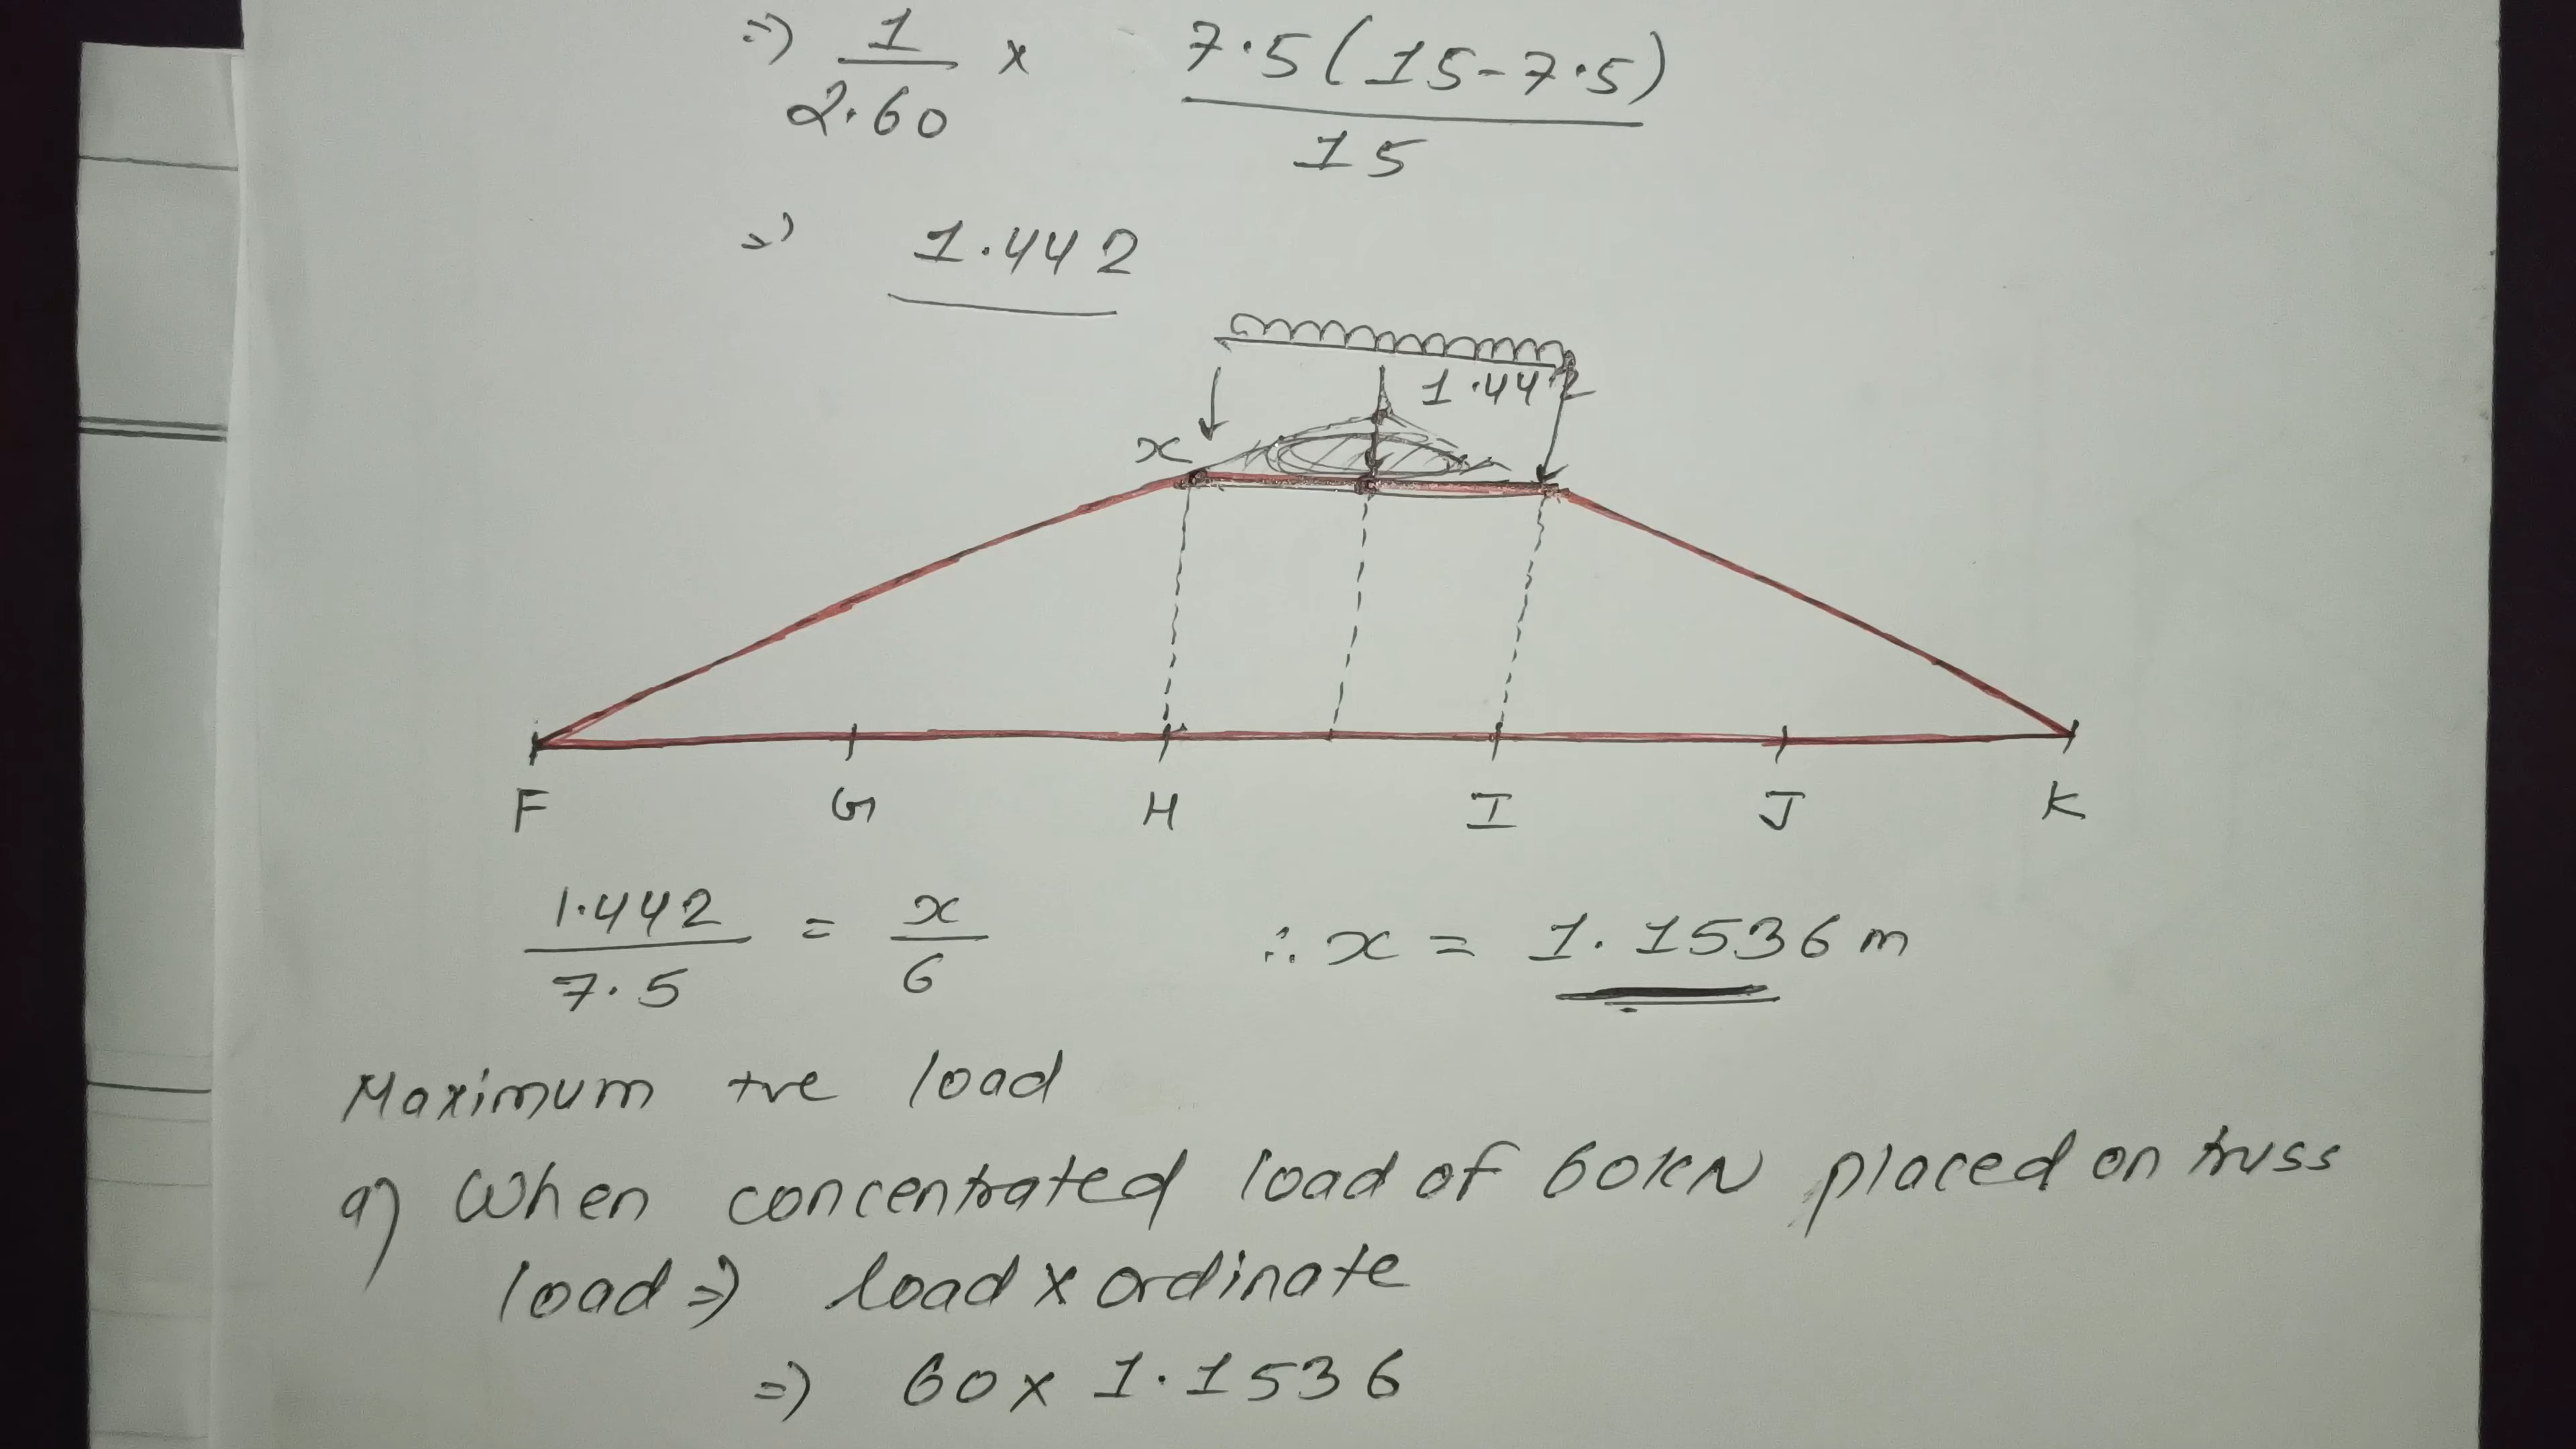 => 1/2.60 × 7.5(15-7.5)/15
=> 1.442
1.442
x
F G H I J K
1.442/7.5 = x/6 ∴ x = 1.1536 m
Maximum +ve load
a) When concentrated load of 60kN placed on truss
load => load × ordinate
=> 60 × 1.1536